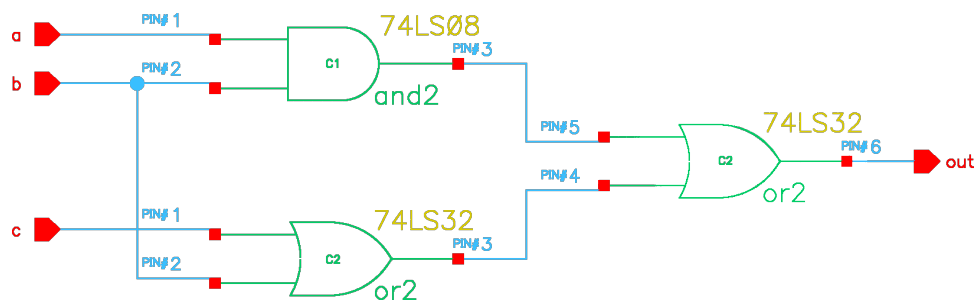 PIN#1
74LS08
a
C1
PIN#3
b
PIN#2
and2
74LS32
PIN#5
PIN#6
C2
out
PIN#4
or2
PIN#1
74LS32
c
PIN#3
PIN#2
C2
or2